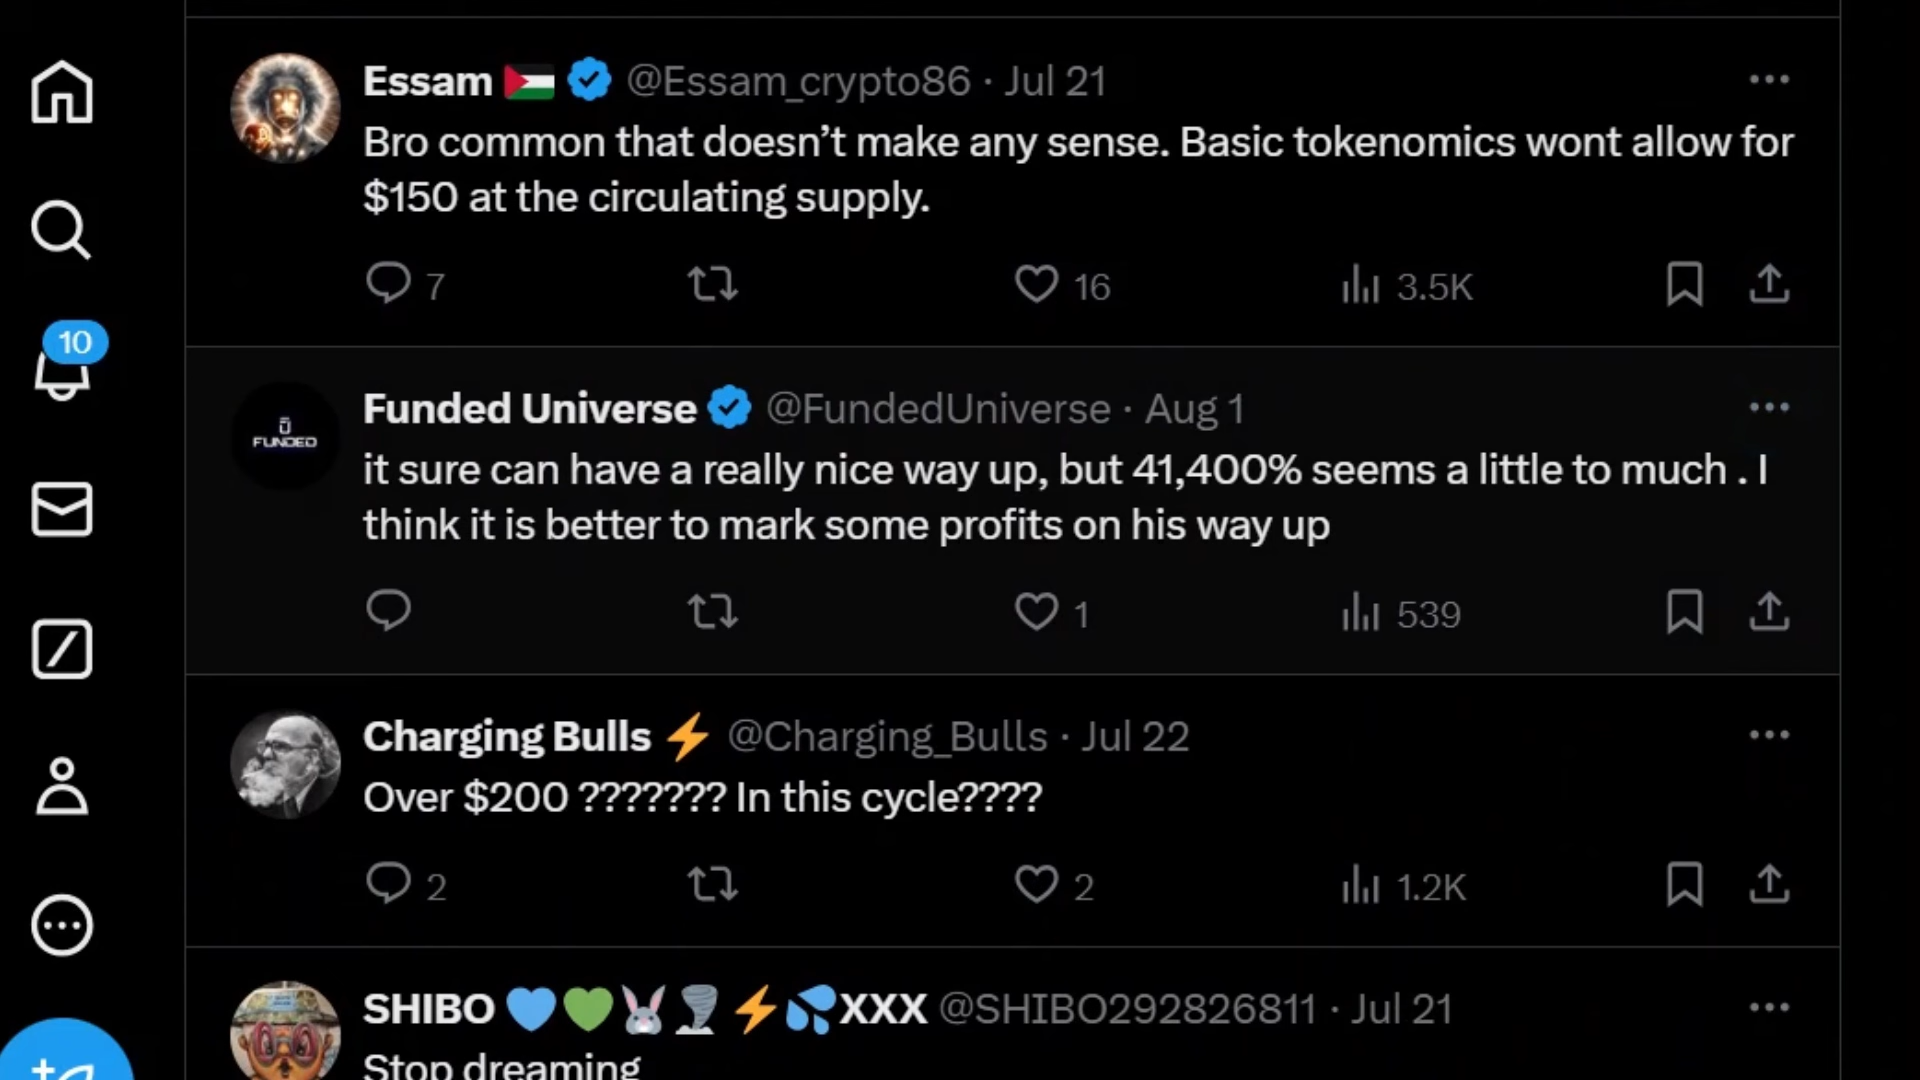 Essam 🇵🇸 @Essam_crypto86 · Jul 21
Bro common that doesn't make any sense. Basic tokenomics wont allow for
$150 at the circulating supply.
7 16 3.5K
10
Funded Universe @FundedUniverse · Aug 1
FUNDED
it sure can have a really nice way up, but 41,400% seems a little to much . I
think it is better to mark some profits on his way up
1 539
Charging Bulls ⚡ @Charging_Bulls · Jul 22
Over $200 ??????? In this cycle????
2 2 1.2K
SHIBO 💙💚🐰🌪️⚡💦XXX @SHIBO292826811 · Jul 21
Stop dreaming